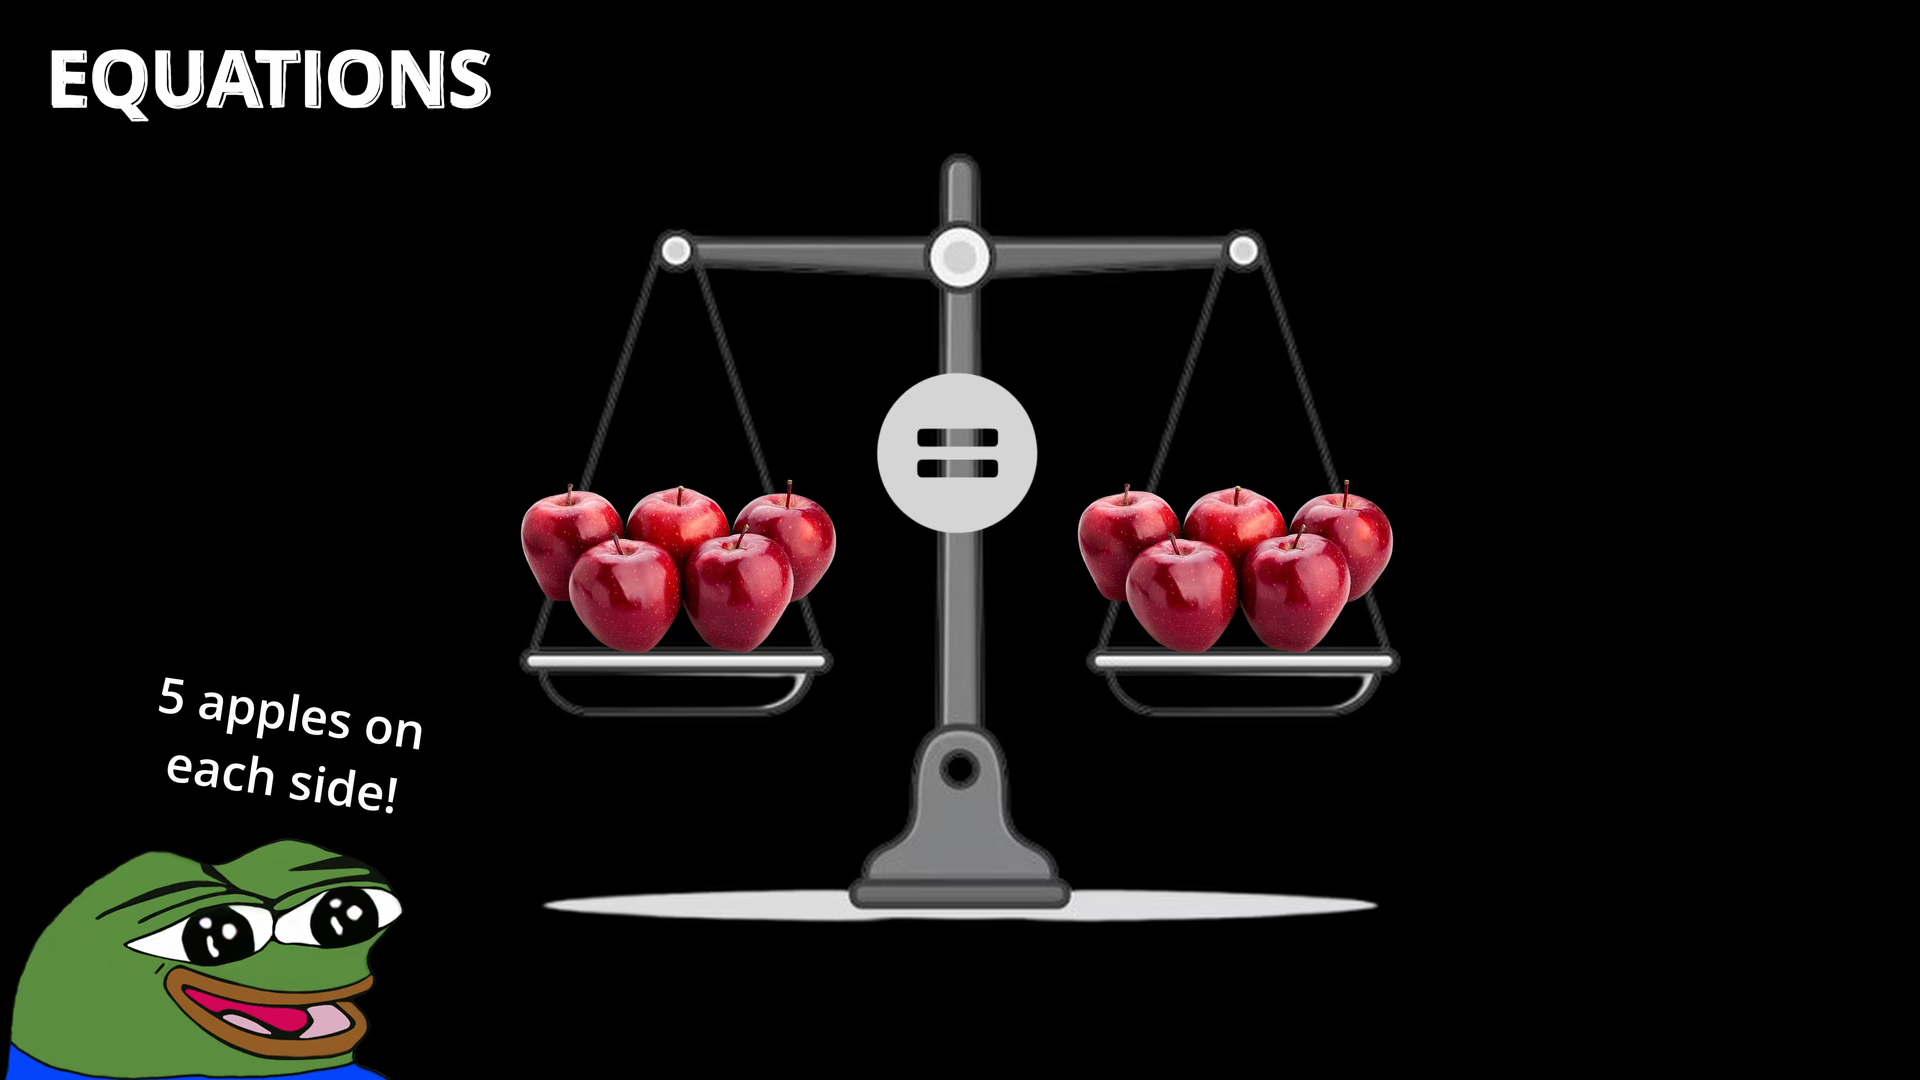 EQUATIONS
=
5 apples on
each side!